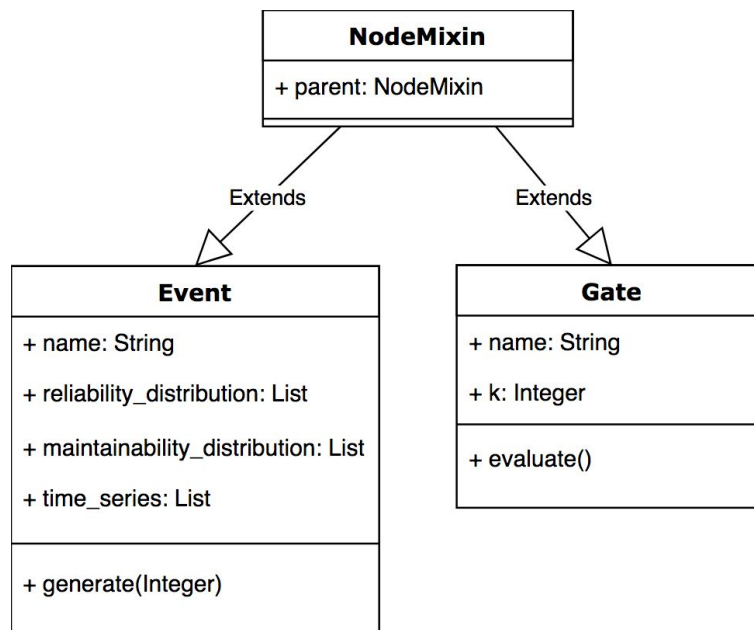 NodeMixin
+ parent: NodeMixin
Extends
Extends
Event
+ name: String
+ reliability_distribution: List
+ maintainability_distribution: List
+ time_series: List
+ generate(Integer)
Gate
+ name: String
+ k: Integer
+ evaluate()